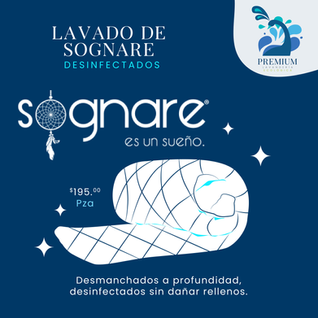 LAVADO DE
SOGNARE
DESINFECTADOS
PREMIUM
sognare®
es un sueño.
$195.00
Pza
Desmanchados a profundidad,
desinfectados sin dañar rellenos.